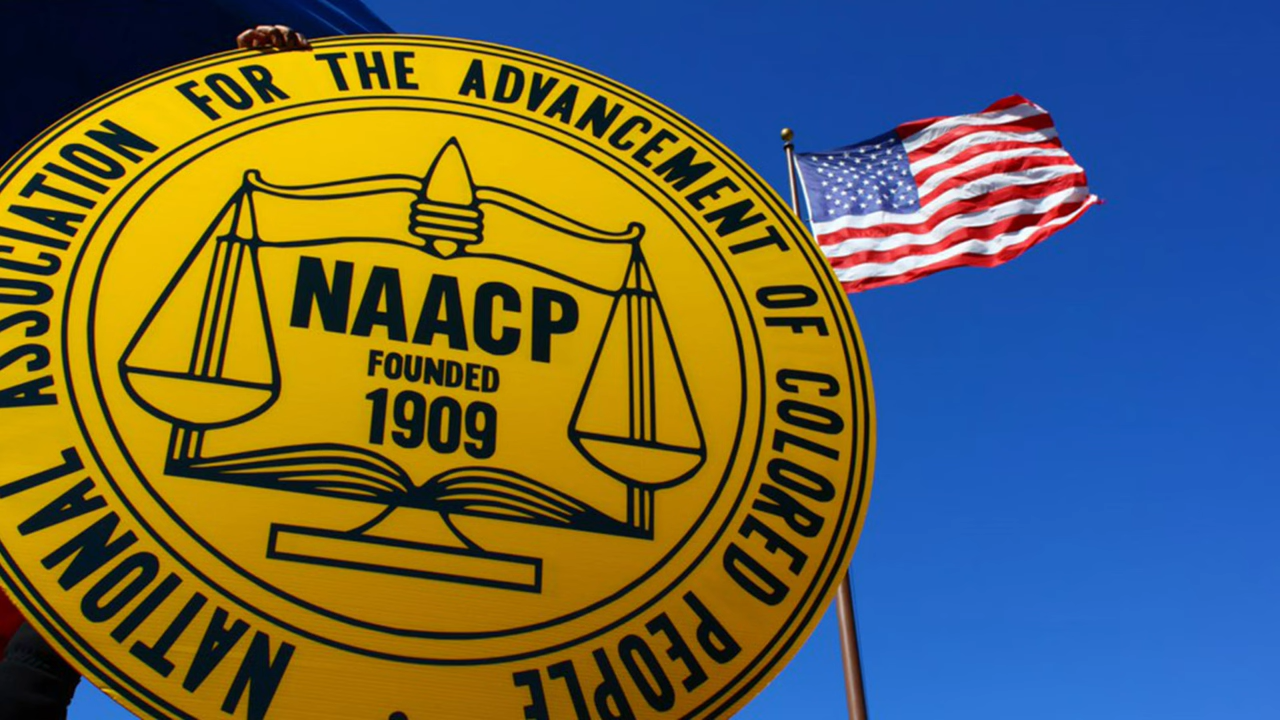 NATIONAL ASSOCIATION FOR THE ADVANCEMENT OF COLORED PEOPLE
NAACP
FOUNDED
1909